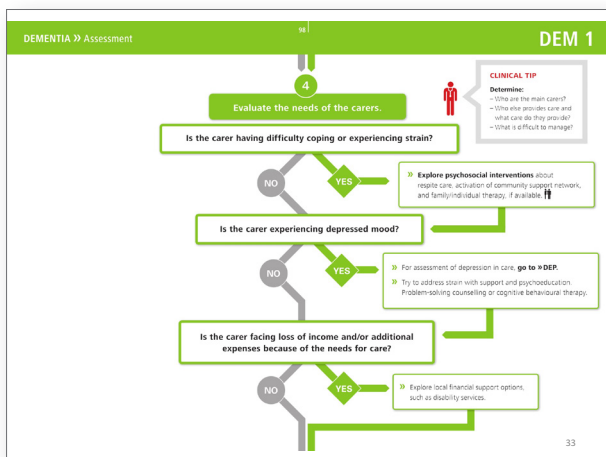 DEMENTIA » Assessment
98
DEM 1
4
Evaluate the needs of the carers.
CLINICAL TIP
Determine:
– Who are the main carers?
– Who else provides care and
what care do they provide?
– What is difficult to manage?
Is the carer having difficulty coping or experiencing strain?
NO
YES
» Explore psychosocial interventions about
respite care, activation of community support network,
and family/individual therapy, if available.
Is the carer experiencing depressed mood?
NO
YES
» For assessment of depression in care, go to » DEP.
» Try to address strain with support and psychoeducation.
Problem-solving counselling or cognitive behavioural therapy.
Is the carer facing loss of income and/or additional
expenses because of the needs for care?
NO
YES
» Explore local financial support options,
such as disability services.
33